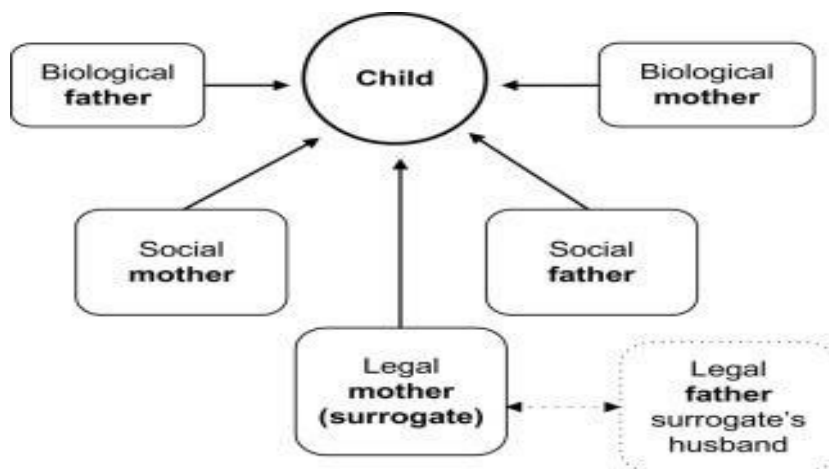 Biological
father
Child
Biological
mother
Social
mother
Social
father
Legal
mother
(surrogate)
Legal
father
surrogate's
husband